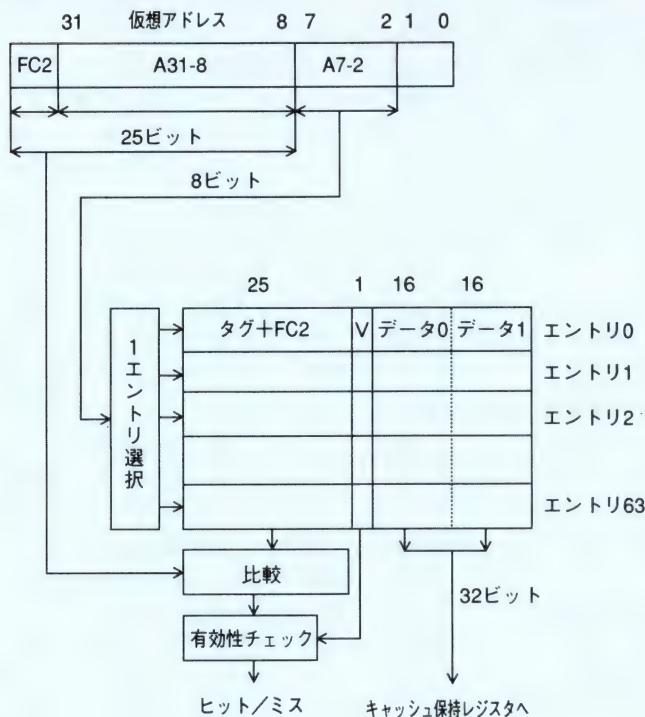 31 仮想アドレス 8 7 2 1 0
FC2 A31-8 A7-2
25ビット
8ビット
25 1 16 16
タグ+FC2 V データ0 データ1 エントリ0
エントリ1
エントリ2
エントリ63
1エントリ選択
比較
32ビット
有効性チェック
ヒット/ミス キャッシュ保持レジスタへ